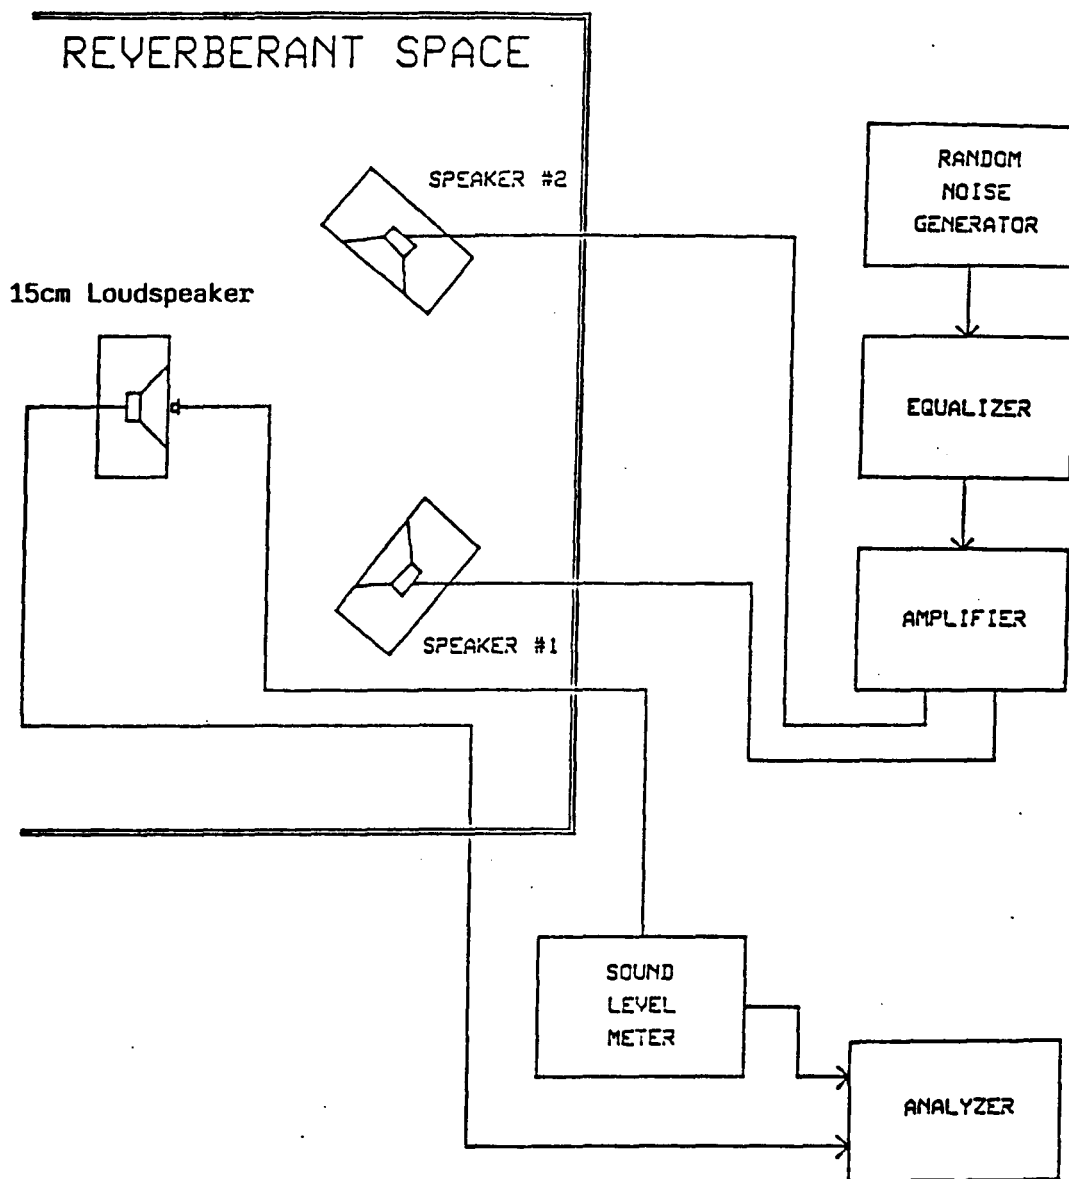 REVERBERANT SPACE
SPEAKER #2
15cm Loudspeaker
SPEAKER #1
RANDOM
NOISE
GENERATOR
EQUALIZER
AMPLIFIER
SOUND
LEVEL
METER
ANALYZER